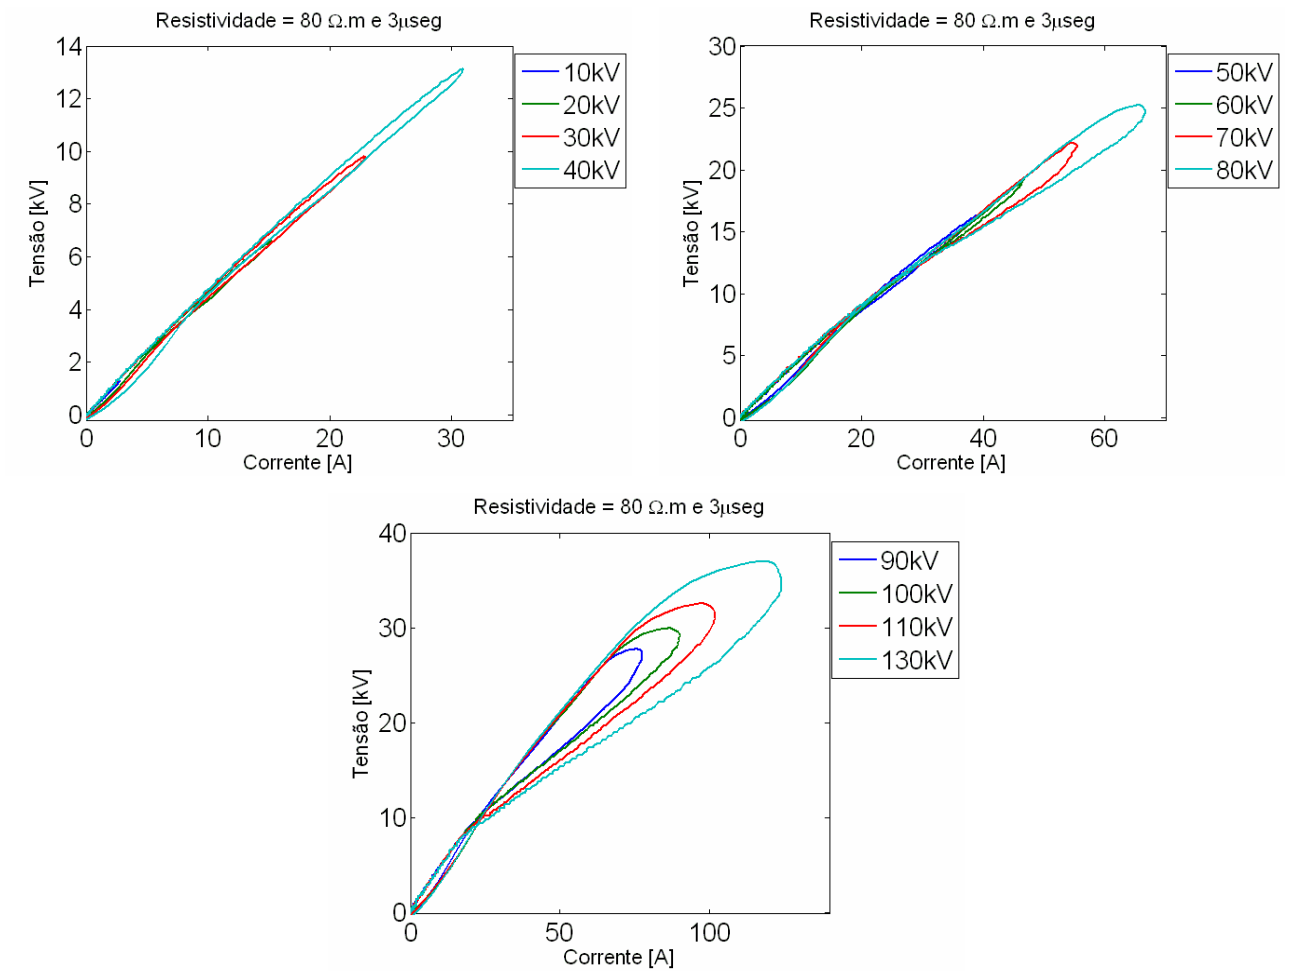 Resistividade = 80 Ω.m e 3μseg
Tensão [kV]
14
12
10
8
6
4
2
0
0 10 20 30
Corrente [A]
10kV
20kV
30kV
40kV
Resistividade = 80 Ω.m e 3μseg
Tensão [kV]
30
25
20
15
10
5
0
0 20 40 60
Corrente [A]
50kV
60kV
70kV
80kV
Resistividade = 80 Ω.m e 3μseg
Tensão [kV]
40
30
20
10
0
0 50 100
Corrente [A]
90kV
100kV
110kV
130kV